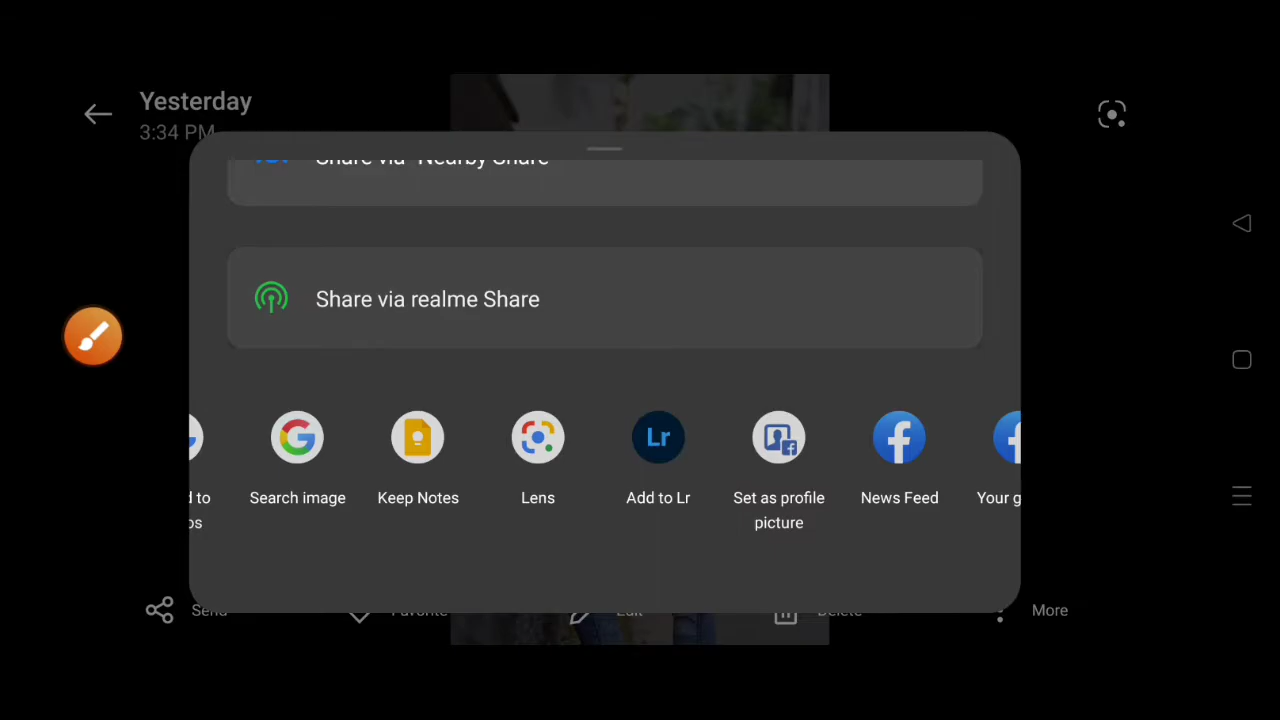 Yesterday
3:34 PM
Share via Nearby Share
Share via realme Share
Lr
d to
os
Search image
Keep Notes
Lens
Add to Lr
Set as profile
picture
News Feed
Your g
Send
Favorite
Edit
Delete
More